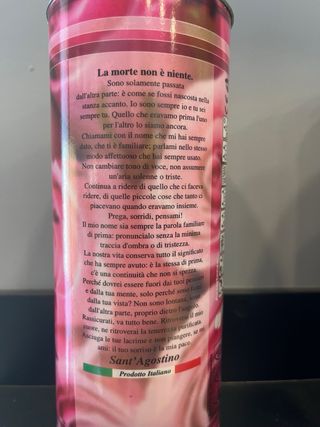 La morte non è niente.
Sono solamente passata
dall'altra parte: è come se fossi nascosta nella
stanza accanto. Io sono sempre io e tu sei
sempre tu. Quello che eravamo prima l'uno
per l'altro lo siamo ancora.
Chiamami con il nome che mi hai sempre
dato, che ti è familiare; parlami nello stesso
modo affettuoso che hai sempre usato.
Non cambiare tono di voce, non assumere
un'aria solenne o triste.
Continua a ridere di quello che ci faceva
ridere, di quelle piccole cose che tanto ci
piacevano quando eravamo insieme.
Prega, sorridi, pensami!
Il mio nome sia sempre la parola familiare
di prima: pronuncialo senza la minima
traccia d'ombra o di tristezza.
La nostra vita conserva tutto il significato
che ha sempre avuto: è la stessa di prima,
c'è una continuità che non si spezza.
Perché dovrei essere fuori dai tuoi pensieri
e dalla tua mente, solo perché sono fuori
dalla tua vista? Non sono lontana, sono
dall'altra parte, proprio dietro l'angolo.
Rassicurati, va tutto bene. Ritroverai il mio
cuore, ne ritroverai la tenerezza purificata.
Asciuga le tue lacrime e non piangere, se mi
ami: il tuo sorriso è la mia pace.
Sant'Agostino
Prodotto Italiano